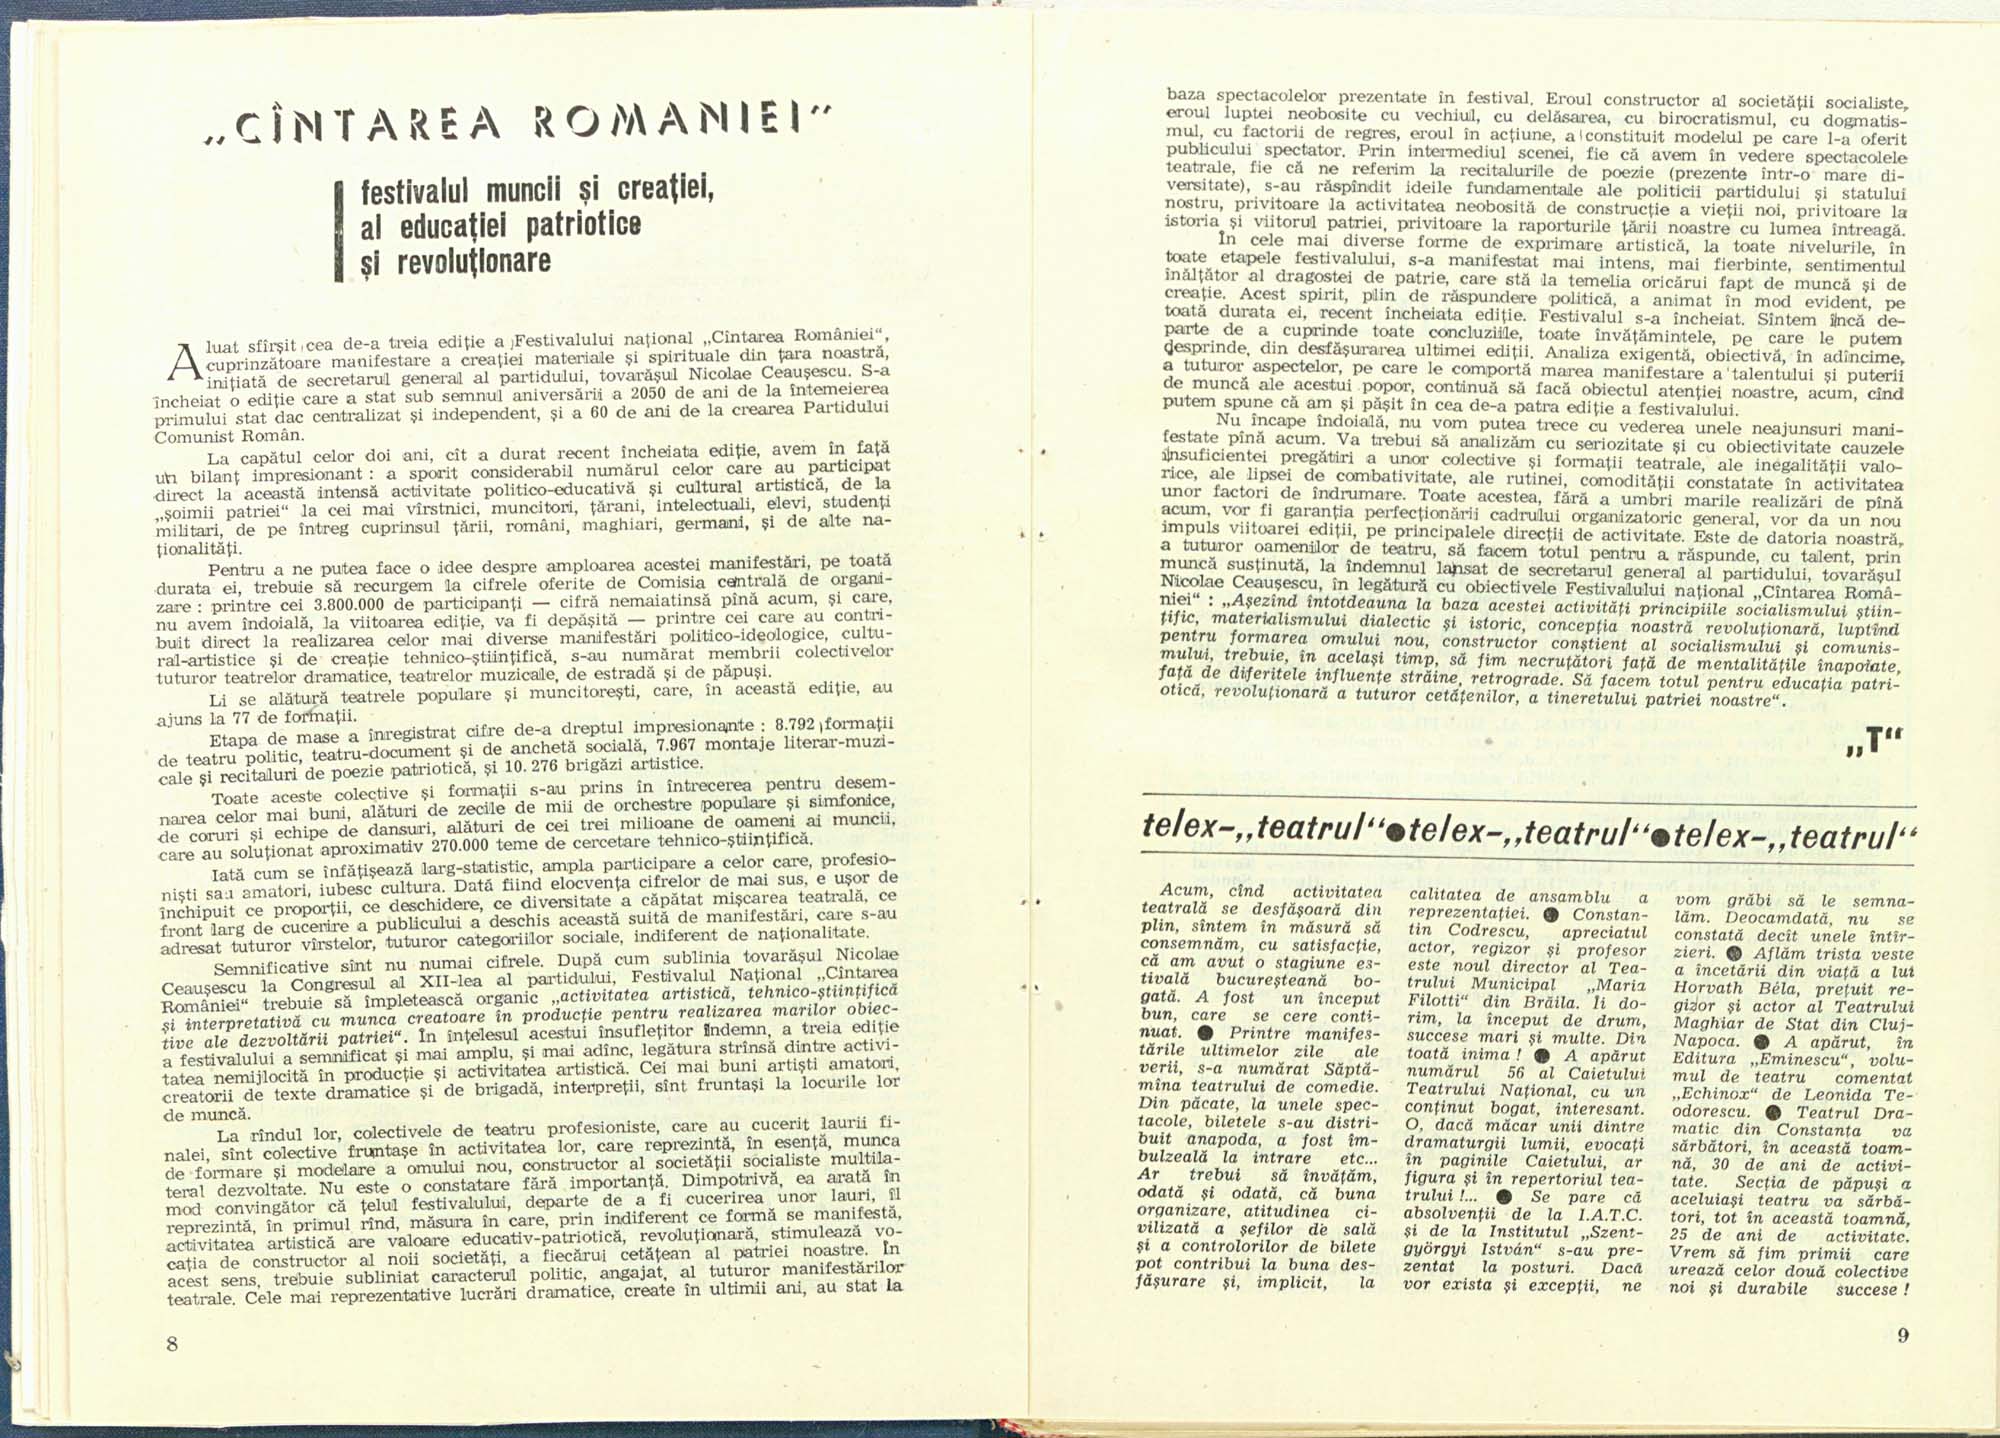 „CÎNTAREA ROMANIEI"
festivalul muncii și creației,
al educației patriotice
și revoluționare
A luat sfîrșit cea de-a treia ediție a Festivalului național „Cîntarea României“,
cuprinzătoare manifestare a creației materiale și spirituale din țara noastră,
inițiată de secretarul general al partidului, tovarășul Nicolae Ceaușescu. S-a
încheiat o ediție care a stat sub semnul aniversării a 2050 de ani de la întemeierea
primului stat dac centralizat și independent, și a 60 de ani de la crearea Partidului
Comunist Român.
La capătul celor doi ani, cît a durat recent încheiata ediție, avem în față
un bilanț impresionant : a sporit considerabil numărul celor care au participat
direct la această intensă activitate politico-educativă și cultural artistică, de la
„șoimii patriei“ la cei mai vîrstnici, muncitori, țărani, intelectuali, elevi, studenți
militari, de pe întreg cuprinsul țării, români, maghiari, germani, și de alte na-
ționalități.
Pentru a ne putea face o idee despre amploarea acestei manifestări, pe toată
durata ei, trebuie să recurgem la cifrele oferite de Comisia centrală de organi-
zare : printre cei 3.800.000 de participanți — cifră nemaiatinsă pînă acum, și care,
nu avem îndoială, la viitoarea ediție, va fi depășită — printre cei care au contri-
buit direct la realizarea celor mai diverse manifestări politico-ideologice, cultu-
ral-artistice și de creație tehnico-științifică, s-au numărat membrii colectivelor
tuturor teatrelor dramatice, teatrelor muzicale, de estradă și de păpuși.
Li se alătură teatrele populare și muncitorești, care, în această ediție, au
ajuns la 77 de formații.
Etapa de mase a înregistrat cifre de-a dreptul impresionante : 8.792 formații
de teatru politic, teatru-document și de anchetă socială, 7.967 montaje literar-muzi-
cale și recitaluri de poezie patriotică, și 10.276 brigăzi artistice.
Toate aceste colective și formații s-au prins în întrecerea pentru desem-
narea celor mai buni, alături de zecile de mii de orchestre populare și simfonice,
de coruri și echipe de dansuri, alături de cei trei milioane de oameni ai muncii,
care au soluționat aproximativ 270.000 teme de cercetare tehnico-științifică.
Iată cum se înfățișează larg-statistic, ampla participare a celor care, profesio-
niști sau amatori, iubesc cultura. Dată fiind elocvența cifrelor de mai sus, e ușor de
închipuit ce proporții, ce deschidere, ce diversitate a căpătat mișcarea teatrală, ce
front larg de cucerire a publicului a deschis această suită de manifestări, care s-au
adresat tuturor vîrstelor, tuturor categoriilor sociale, indiferent de naționalitate.
Semnificative sînt nu numai cifrele. După cum sublinia tovarășul Nicolae
Ceaușescu la Congresul al XII-lea al partidului, Festivalul Național „Cîntarea
României“ trebuie să împletească organic „activitatea artistică, tehnico-științifică
și interpretativă cu munca creatoare în producție pentru realizarea marilor obiec-
tive ale dezvoltării patriei“. În înțelesul acestui însuflețitor îndemn, a treia ediție
a festivalului a semnificat și mai amplu, și mai adînc, legătura strînsă dintre activi-
tatea nemijlocită în producție și activitatea artistică. Cei mai buni artiști amatori,
creatorii de texte dramatice și de brigadă, interpreții, sînt fruntași la locurile lor
de muncă.
La rîndul lor, colectivele de teatru profesioniste, care au cucerit laurii fi-
nalei, sînt colective fruntașe în activitatea lor, care reprezintă, în esență, munca
de formare și modelare a omului nou, constructor al societății socialiste multila-
teral dezvoltate. Nu este o constatare fără importanță. Dimpotrivă, ea arată în
mod convingător că țelul festivalului, departe de a fi cucerirea unor lauri, îl
reprezintă, în primul rînd, măsura în care, prin indiferent ce formă se manifestă,
activitatea artistică are valoare educativ-patriotică, revoluționară, stimulează vo-
cația de constructor al noii societăți, a fiecărui cetățean al patriei noastre. În
acest sens, trebuie subliniat caracterul politic, angajat, al tuturor manifestărilor
teatrale. Cele mai reprezentative lucrări dramatice, create în ultimii ani, au stat la
8
baza spectacolelor prezentate în festival. Eroul constructor al societății socialiste,
eroul luptei neobosite cu vechiul, cu delăsarea, cu birocratismul, cu dogmatis-
mul, cu factorii de regres, eroul în acțiune, a constituit modelul pe care l-a oferit
publicului spectator. Prin intermediul scenei, fie că avem în vedere spectacolele
teatrale, fie că ne referim la recitalurile de poezie (prezente într-o mare di-
versitate), s-au răspîndit ideile fundamentale ale politicii partidului și statului
nostru, privitoare la activitatea neobosită de construcție a vieții noi, privitoare la
istoria și viitorul patriei, privitoare la raporturile țării noastre cu lumea întreagă.
În cele mai diverse forme de exprimare artistică, la toate nivelurile, în
toate etapele festivalului, s-a manifestat mai intens, mai fierbinte, sentimentul
înălțător al dragostei de patrie, care stă la temelia oricărui fapt de muncă și de
creație. Acest spirit, plin de răspundere politică, a animat în mod evident, pe
toată durata ei, recent încheiata ediție. Festivalul s-a încheiat. Sîntem încă de-
parte de a cuprinde toate concluziile, toate învățămintele, pe care le putem
desprinde, din desfășurarea ultimei ediții. Analiza exigentă, obiectivă, în adîncime,
a tuturor aspectelor, pe care le comportă marea manifestare a talentului și puterii
de muncă ale acestui popor, continuă să facă obiectul atenției noastre, acum, cînd
putem spune că am și pășit în cea de-a patra ediție a festivalului.
Nu încape îndoială, nu vom putea trece cu vederea unele neajunsuri mani-
festate pînă acum. Va trebui să analizăm cu seriozitate și cu obiectivitate cauzele
insuficientei pregătiri a unor colective și formații teatrale, ale inegalității valo-
rice, ale lipsei de combativitate, ale rutinei, comodității constatate în activitatea
unor factori de îndrumare. Toate acestea, fără a umbri marile realizări de pînă
acum, vor fi garanția perfecționării cadrului organizatoric general, vor da un nou
impuls viitoarei ediții, pe principalele direcții de activitate. Este de datoria noastră,
a tuturor oamenilor de teatru, să facem totul pentru a răspunde, cu talent, prin
muncă susținută, la îndemnul lansat de secretarul general al partidului, tovarășul
Nicolae Ceaușescu, în legătură cu obiectivele Festivalului național „Cîntarea Româ-
niei“ : „Așezînd întotdeauna la baza acestei activități principiile socialismului știin-
țific, materialismului dialectic și istoric, concepția noastră revoluționară, luptînd
pentru formarea omului nou, constructor conștient al socialismului și comunis-
mului, trebuie, în același timp, să fim necruțători față de mentalitățile înapoiate,
față de diferitele influențe străine, retrograde. Să facem totul pentru educația patri-
otică, revoluționară a tuturor cetățenilor, a tineretului patriei noastre“.
„T“
telex-„teatrul“●telex-„teatrul“●telex-„teatrul“
Acum, cînd activitatea
teatrală se desfășoară din
plin, sîntem în măsură să
consemnăm, cu satisfacție,
că am avut o stagiune es-
tivală bucureșteană bo-
gată. A fost un început
bun, care se cere conti-
nuat. ● Printre manifes-
tările ultimelor zile ale
verii, s-a numărat Săptă-
mîna teatrului de comedie.
Din păcate, la unele spec-
tacole, biletele s-au distri-
buit anapoda, a fost îm-
bulzeală la intrare etc...
Ar trebui să învățăm,
odată și odată, că buna
organizare, atitudinea ci-
vilizată a șefilor de sală
și a controlorilor de bilete
pot contribui la buna des-
fășurare și, implicit, la
calitatea de ansamblu a
reprezentației. ● Constan-
tin Codrescu, apreciatul
actor, regizor și profesor
este noul director al Tea-
trului Municipal „Maria
Filotti“ din Brăila. Îi do-
rim, la început de drum,
succese mari și multe. Din
toată inima ! ● A apărut
numărul 56 al Caietului
Teatrului Național, cu un
conținut bogat, interesant.
O, dacă măcar unii dintre
dramaturgii lumii, evocați
în paginile Caietului, ar
figura și în repertoriul tea-
trului !... ● Se pare că
absolvenții de la I.A.T.C.
și de la Institutul „Szent-
györgyi István“ s-au pre-
zentat la posturi. Dacă
vor exista și excepții, ne
vom grăbi să le semna-
lăm. Deocamdată, nu se
constată decît unele întîr-
zieri. ● Aflăm trista veste
a încetării din viață a lui
Horvath Béla, prețuit re-
gizor și actor al Teatrului
Maghiar de Stat din Cluj-
Napoca. ● A apărut, în
Editura „Eminescu“, volu-
mul de teatru comentat
„Echinox“ de Leonida Te-
odorescu. ● Teatrul Dra-
matic din Constanța va
sărbători, în această toam-
nă, 30 de ani de activi-
tate. Secția de păpuși a
aceluiași teatru va sărbă-
tori, tot în această toamnă,
25 de ani de activitate.
Vrem să fim primii care
urează celor două colective
noi și durabile succese !
9